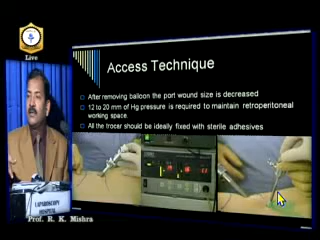 Live
Access Technique
After removing balloon the port wound size is decreased
12 to 20 mm of Hg pressure is required to maintain retroperitoneal
working space.
All the trocar should be ideally fixed with sterile adhesives
LAPAROSCOPY
HOSPITAL
Prof. R. K. Mishra